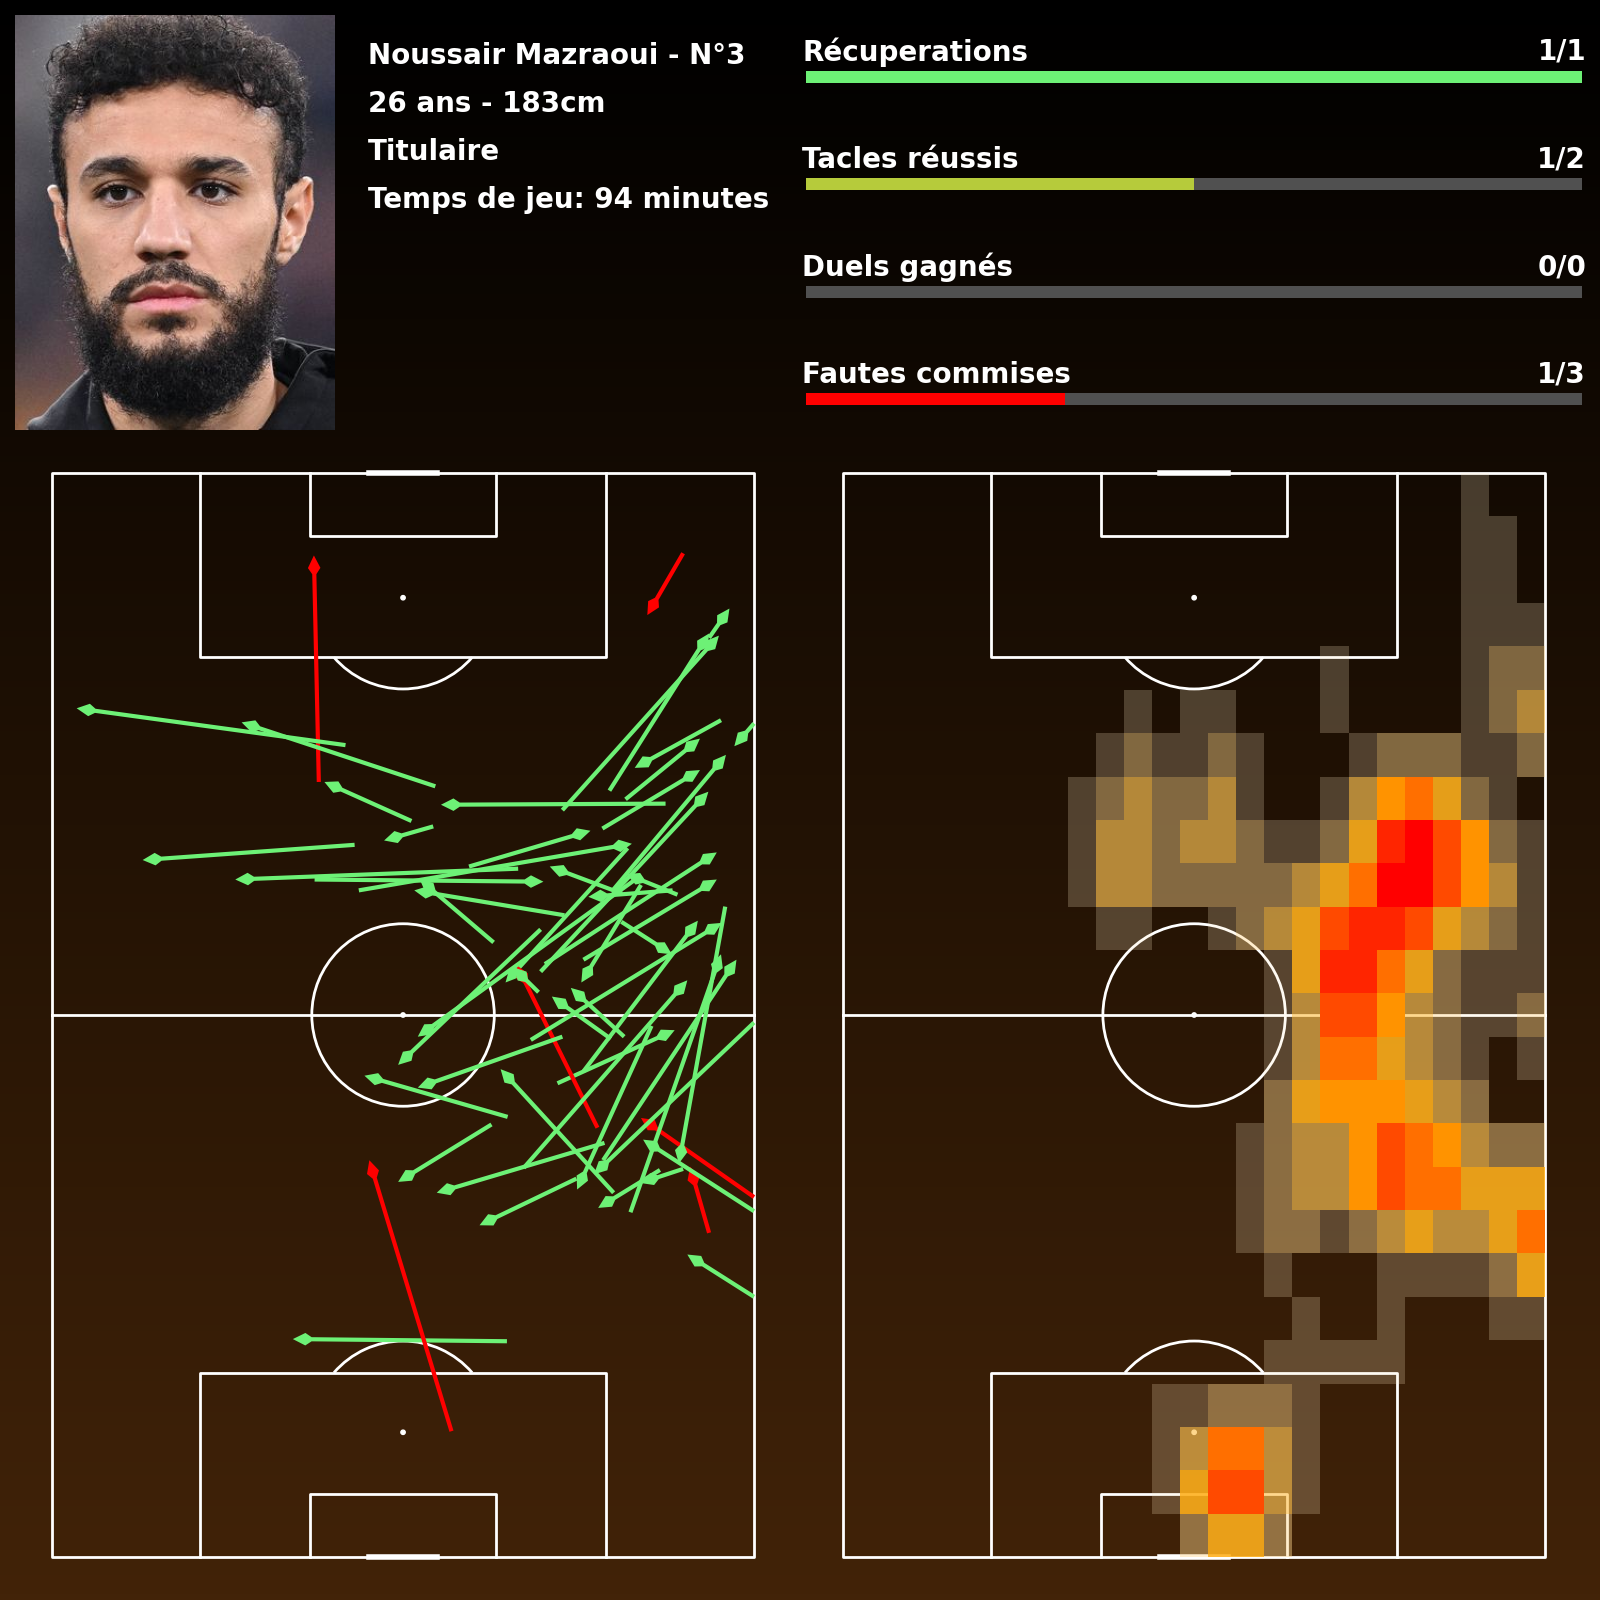 Noussair Mazraoui - N°3
26 ans - 183cm
Titulaire
Temps de jeu: 94 minutes
Récuperations 1/1
Tacles réussis 1/2
Duels gagnés 0/0
Fautes commises 1/3